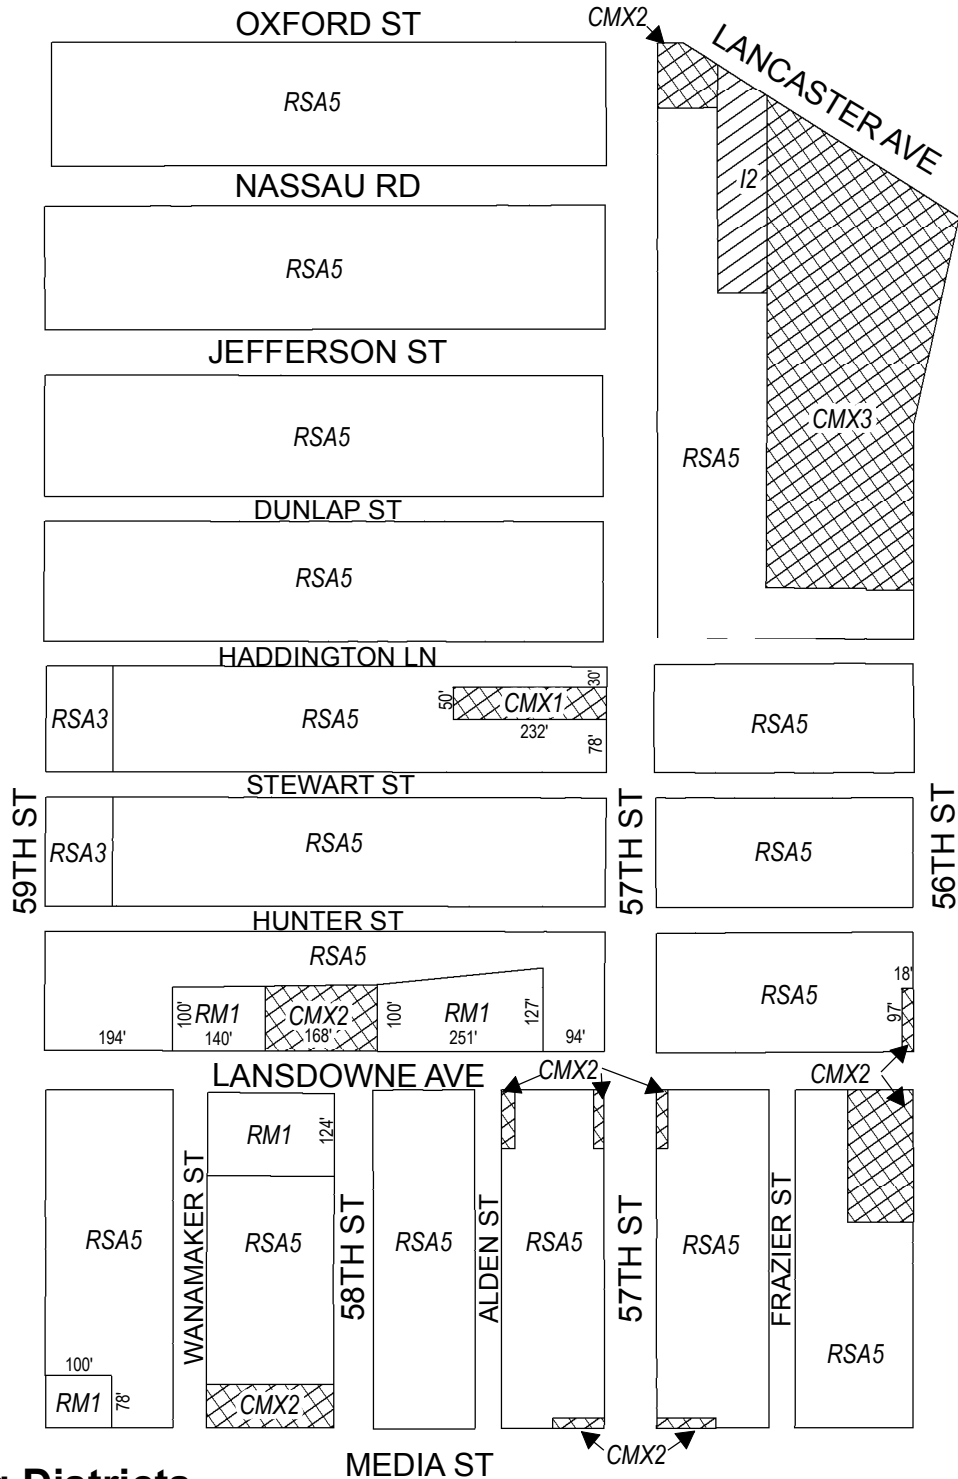 OXFORD ST
CMX2
LANCASTER AVE
RSA5
NASSAU RD
I2
RSA5
JEFFERSON ST
CMX3
RSA5
RSA5
DUNLAP ST
RSA5
HADDINGTON LN
RSA3
RSA5
50'
CMX1
30'
232'
78'
RSA5
STEWART ST
59TH ST
RSA3
RSA5
57TH ST
RSA5
56TH ST
HUNTER ST
RSA5
194'
100'
RM1
140'
CMX2
168'
100'
RM1
251'
127'
94'
RSA5
18'
97'
LANSDOWNE AVE
CMX2
CMX2
RM1
124'
RSA5
WANAMAKER ST
RSA5
58TH ST
RSA5
ALDEN ST
RSA5
57TH ST
RSA5
FRAZIER ST
RSA5
100'
RM1
78'
CMX2
CMX2
MEDIA ST
Districts